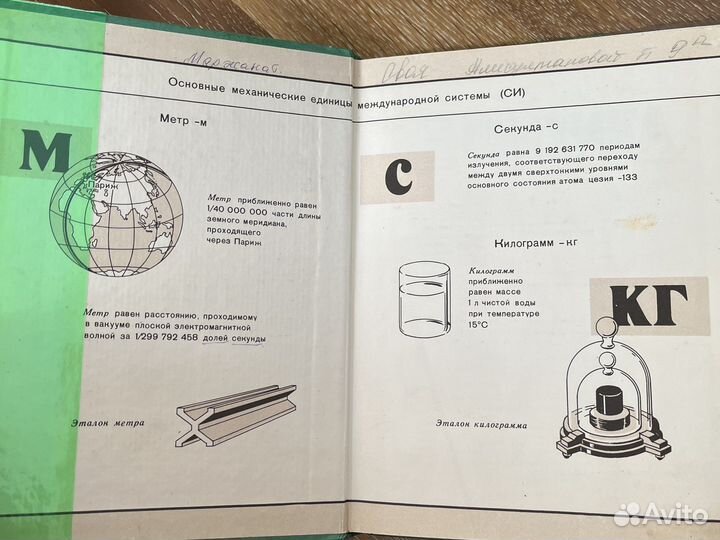 Маржанат.
Свая
Основные механические единицы международной системы (СИ)
Метр -м
м
Париж
Метр приближенно равен
1/40 000 000 части длины
земного меридиана,
проходящего
через Париж
Метр равен расстоянию, проходимому
в вакууме плоской электромагнитной
волной за 1/299 792 458 долей секунды
Эталон метра
Секунда -с
с
Секунда равна 9 192 631 770 периодам
излучения, соответствующего переходу
между двумя сверхтонкими уровнями
основного состояния атома цезия -133
Килограмм -кг
Килограмм
приближенно
равен массе
1 л чистой воды
при температуре
15°С
кг
Эталон килограмма
Avito